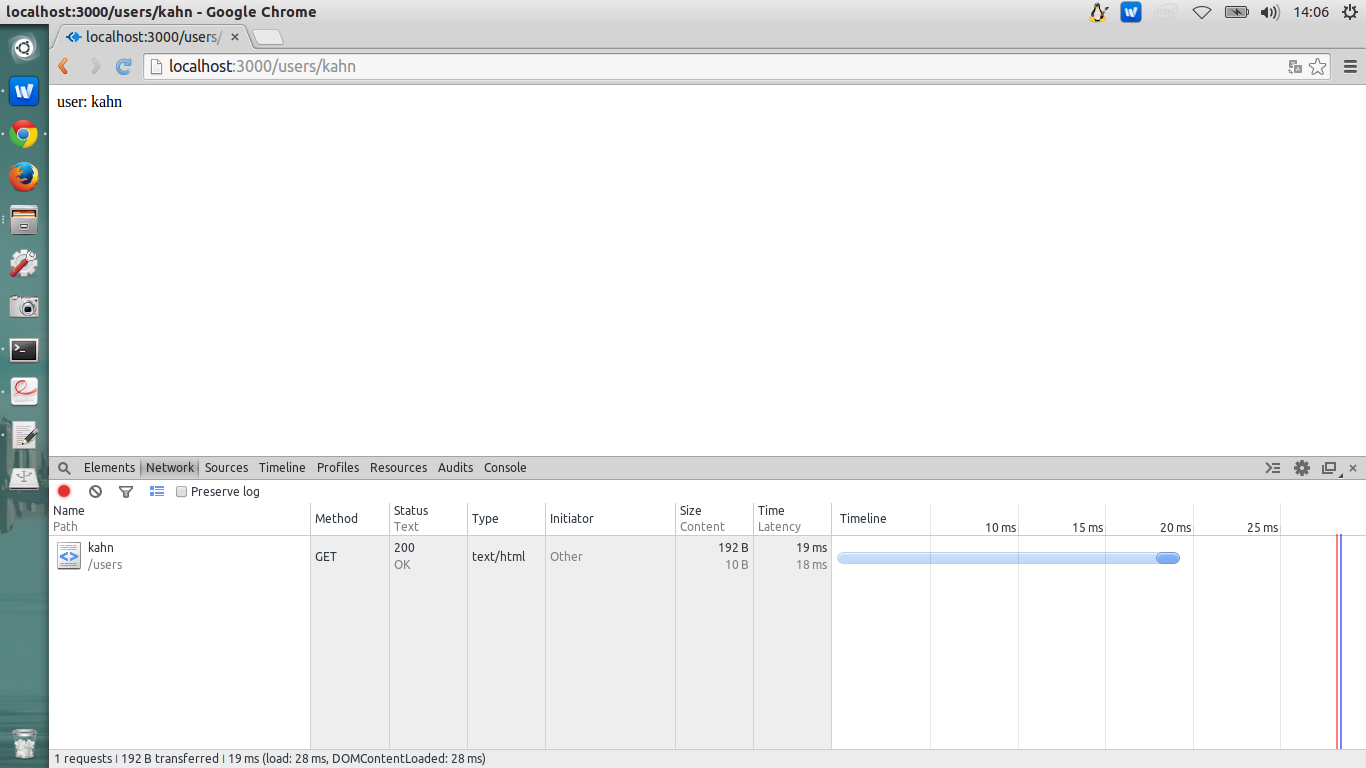 localhost:3000/users/kahn - Google Chrome 14:06
localhost:3000/users/
localhost:3000/users/kahn
user: kahn
Elements Network Sources Timeline Profiles Resources Audits Console
Preserve log
Name Path Method Status Text Type Initiator Size Content Time Latency Timeline 10 ms 15 ms 20 ms 25 ms
kahn GET 200 text/html Other 192 B 19 ms
/users OK 10 B 18 ms
1 requests | 192 B transferred | 19 ms (load: 28 ms, DOMContentLoaded: 28 ms)